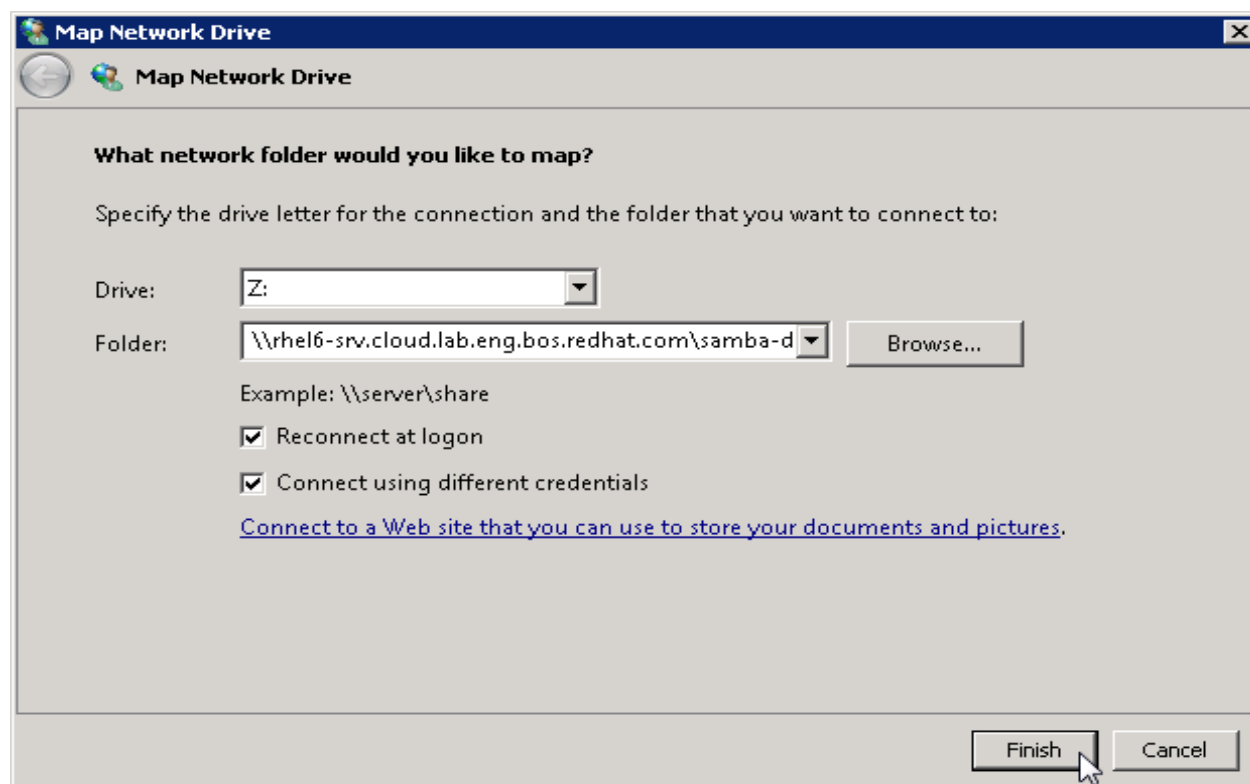 Map Network Drive
Map Network Drive
What network folder would you like to map?
Specify the drive letter for the connection and the folder that you want to connect to:
Drive: Z:
Folder: \\rhel6-srv.cloud.lab.eng.bos.redhat.com\samba-d Browse...
Example: \\server\share
Reconnect at logon
Connect using different credentials
Connect to a Web site that you can use to store your documents and pictures.
Finish Cancel